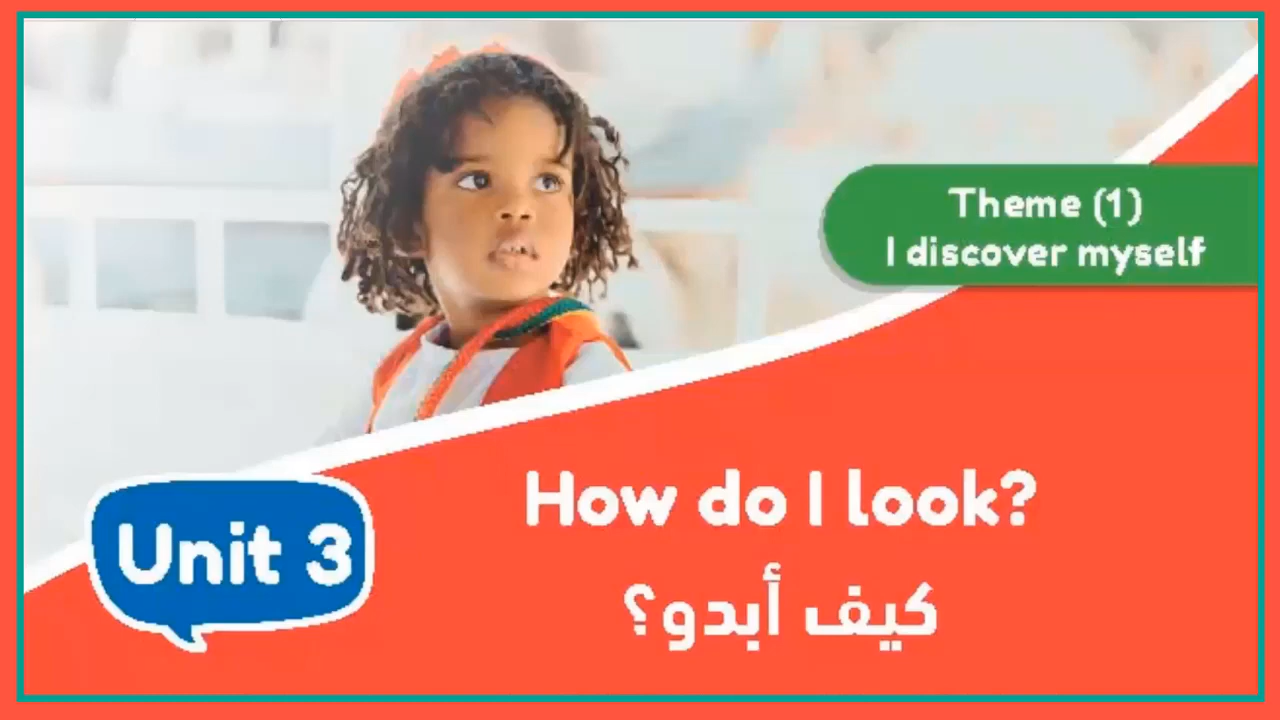 Theme (1)
I discover myself
How do I look?
كيف أبدو؟
Unit 3